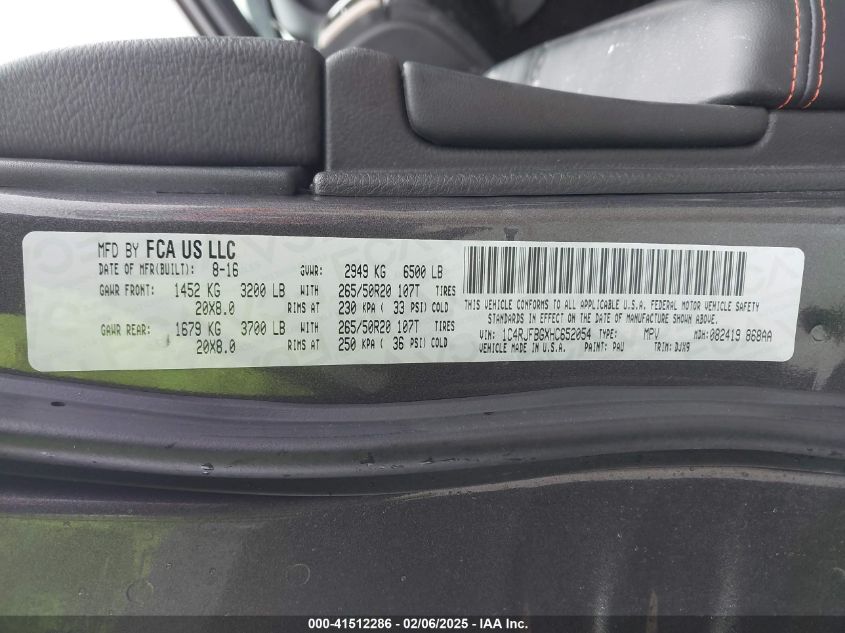 MFD BY FCA US LLC
DATE OF MFR(BUILT): 8-16 GVWR: 2949 KG 6500 LB
GAWR FRONT: 1452 KG 3200 LB WITH 265/50R20 107T TIRES
20X8.0 RIMS AT 230 KPA ( 33 PSI) COLD
GAWR REAR: 1679 KG 3700 LB WITH 265/50R20 107T TIRES
20X8.0 RIMS AT 250 KPA ( 36 PSI) COLD
THIS VEHICLE CONFORMS TO ALL APPLICABLE U.S.A. FEDERAL MOTOR VEHICLE SAFETY
STANDARDS IN EFFECT ON THE DATE OF MANUFACTURE SHOWN ABOVE.
VIN: 1C4RJFBGXHC652054 TYPE: MPV MDH: 082419 868AA
VEHICLE MADE IN U.S.A. PAINT: PAU TRIM: DJX9
000-41512286 - 02/06/2025 - IAA Inc.